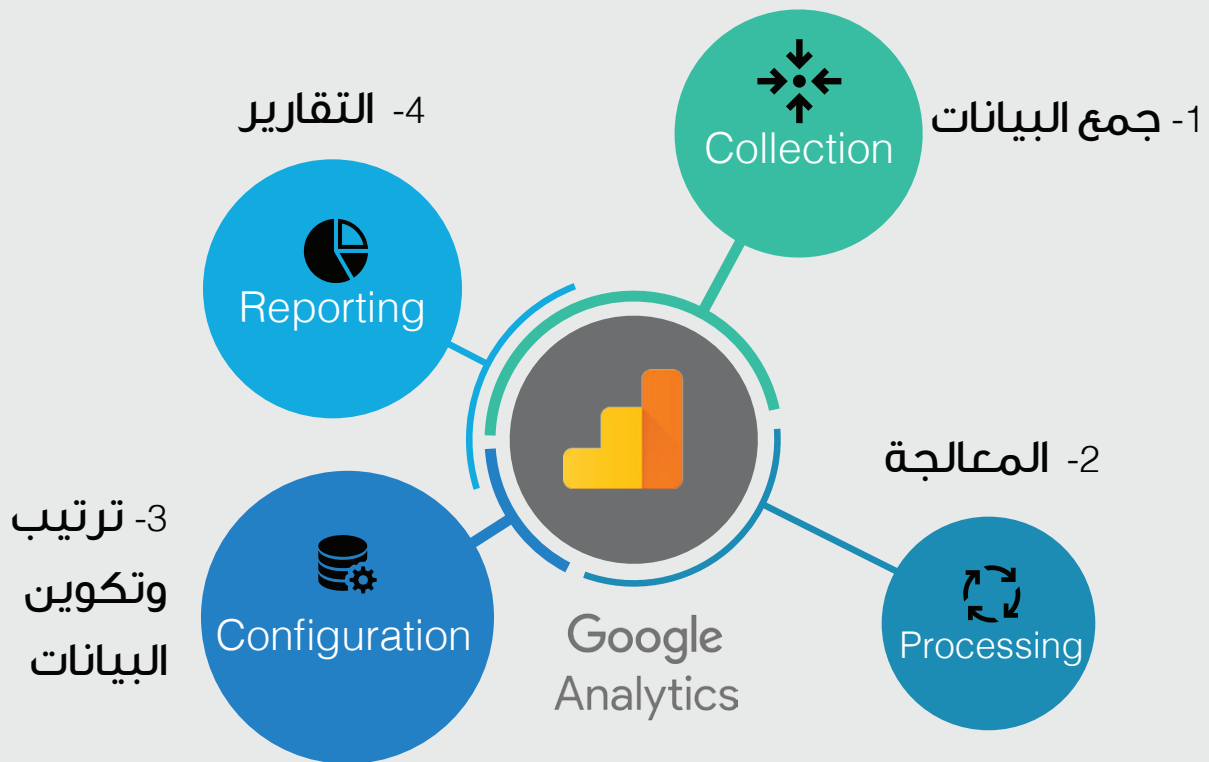 1- جمع البيانات
Collection
2- المعالجة
Processing
3- ترتيب
وتكوين
البيانات
Configuration
4- التقارير
Reporting
Google
Analytics